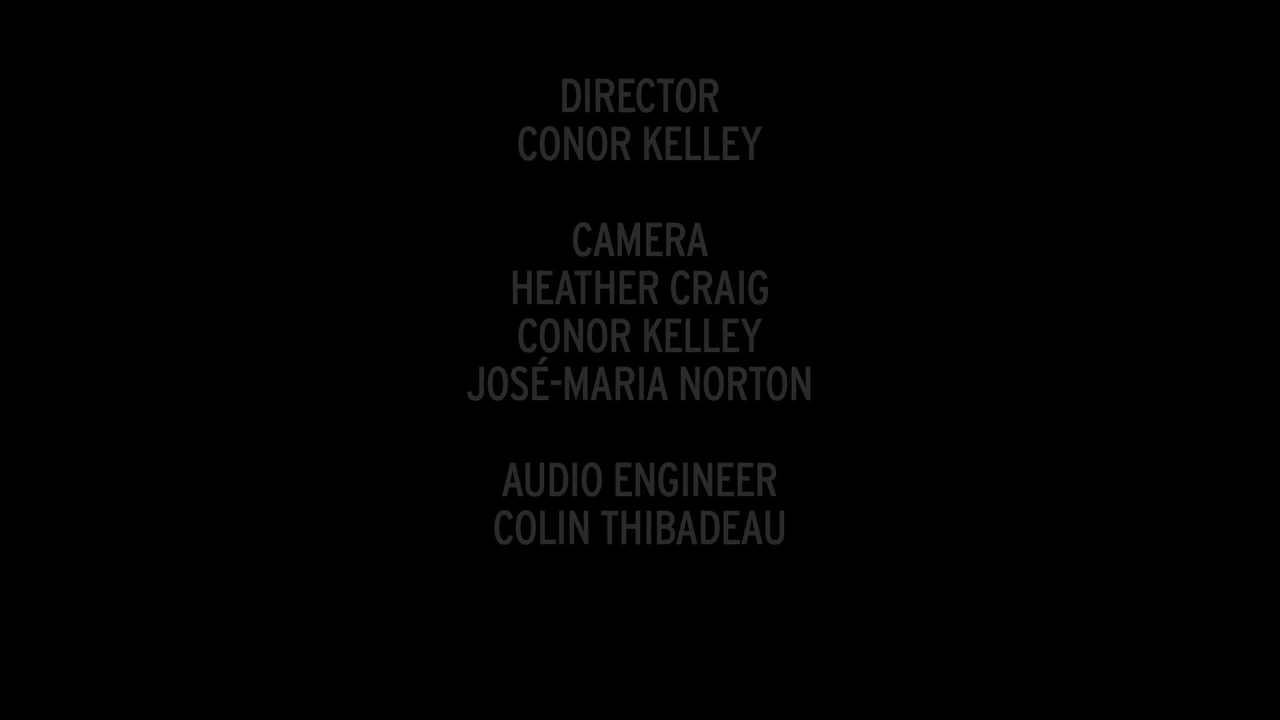 DIRECTOR
CONOR KELLEY
CAMERA
HEATHER CRAIG
CONOR KELLEY
JOSÉ-MARIA NORTON
AUDIO ENGINEER
COLIN THIBADEAU